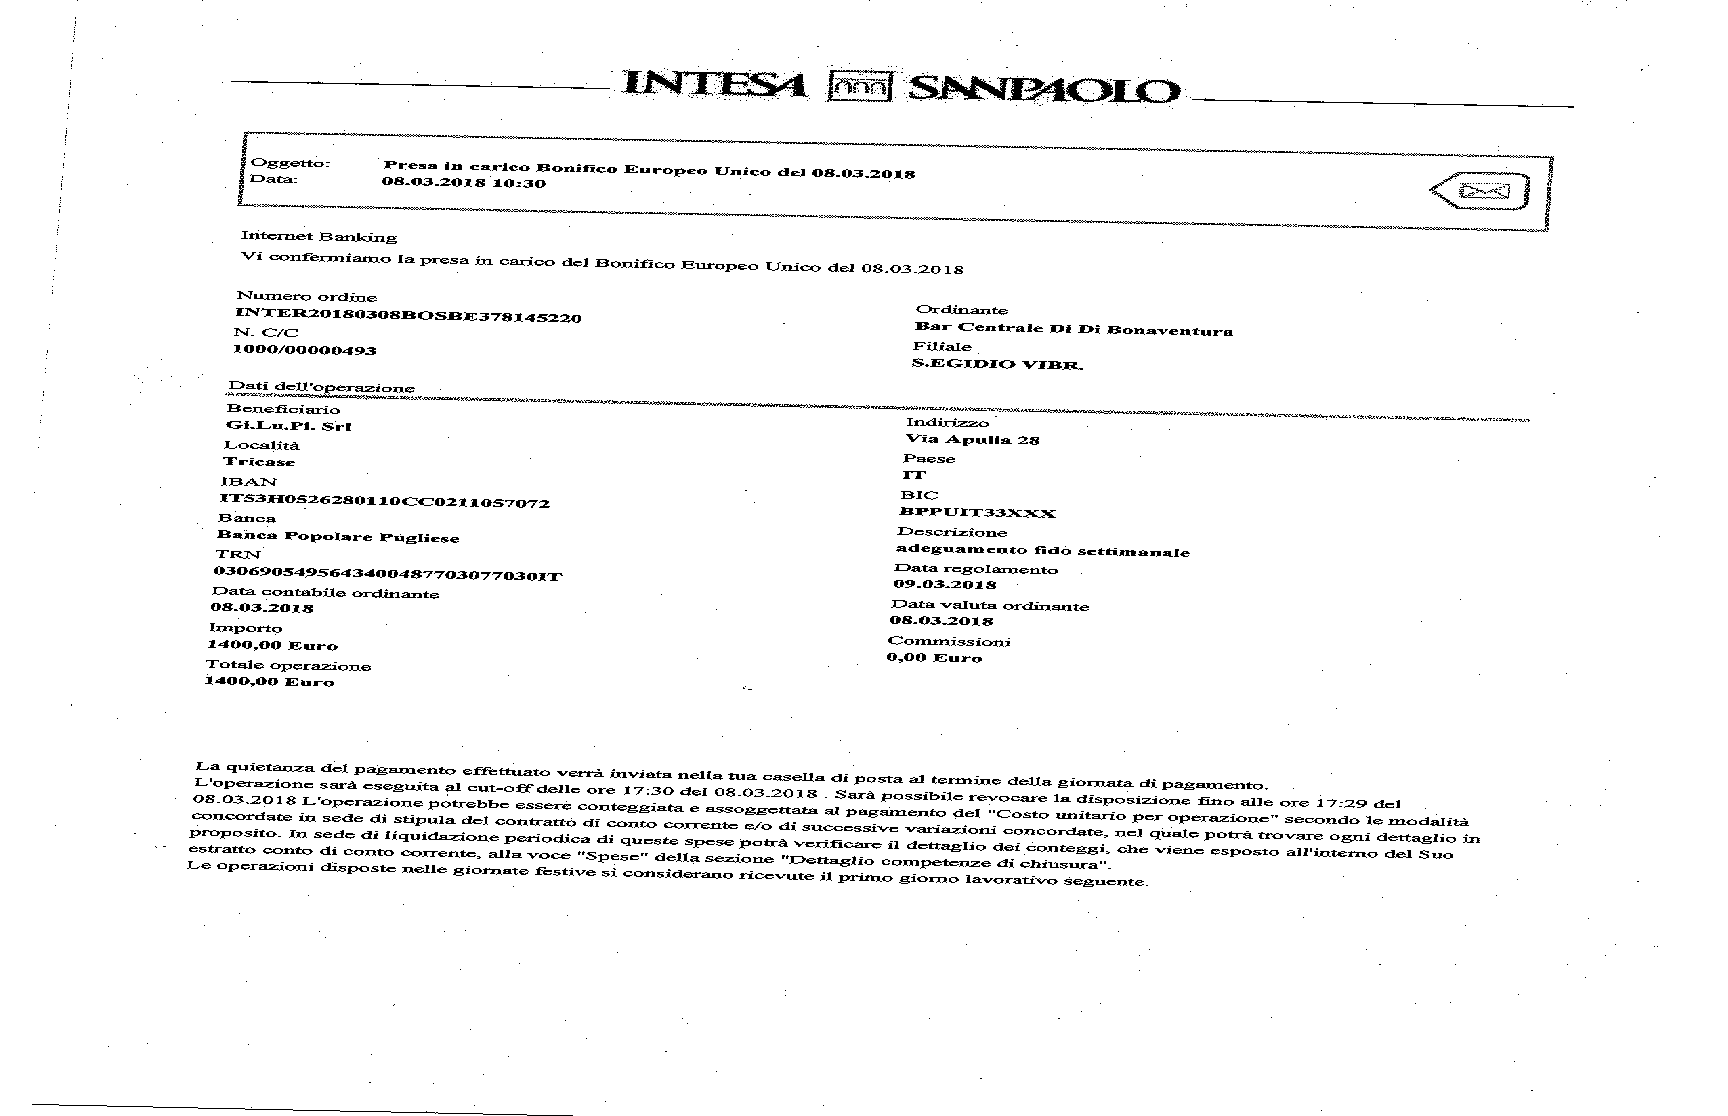 INTESA SANPAOLO
Oggetto: Presa in carico Bonifico Europeo Unico del 08.03.2018
Data: 08.03.2018 10:30
Internet Banking
Vi confermiamo la presa in carico del Bonifico Europeo Unico del 08.03.2018
Numero ordine
INTER20180308BOSBE378145220
N. C/C
1000/00000493
Ordinante
Bar Centrale Di Di Bonaventura
Filiale
S.EGIDIO VIBR.
Dati dell'operazione
Beneficiario
Gi.Lu.Pi. Srl
Località
Tricase
IBAN
IT53H0526280110CC0211057072
Banca
Banca Popolare Pugliese
TRN
0306905495643400487703077030IT
Data contabile ordinante
08.03.2018
Importo
1400,00 Euro
Totale operazione
1400,00 Euro
Indirizzo
Via Apulia 28
Paese
IT
BIC
BPPUIT33XXX
Descrizione
adeguamento fido settimanale
Data regolamento
09.03.2018
Data valuta ordinante
08.03.2018
Commissioni
0,00 Euro
La quietanza del pagamento effettuato verrà inviata nella tua casella di posta al termine della giornata di pagamento.
L'operazione sarà eseguita al cut-off delle ore 17:30 del 08.03.2018 . Sarà possibile revocare la disposizione fino alle ore 17:29 del
08.03.2018 L'operazione potrebbe essere conteggiata e assoggettata al pagamento del "Costo unitario per operazione" secondo le modalità
concordate in sede di stipula del contratto di conto corrente e/o di successive variazioni concordate, nel quale potrà trovare ogni dettaglio in
proposito. In sede di liquidazione periodica di queste spese potrà verificare il dettaglio dei conteggi, che viene esposto all'interno del Suo
estratto conto di conto corrente, alla voce "Spese" della sezione "Dettaglio competenze di chiusura".
Le operazioni disposte nelle giornate festive si considerano ricevute il primo giorno lavorativo seguente.